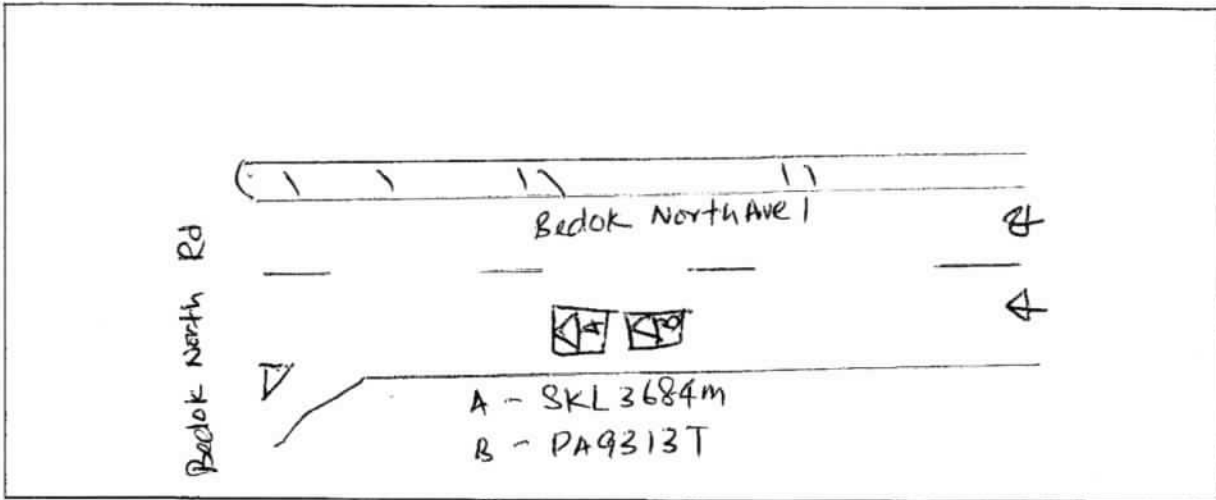 Bedok North Ave 1
Bedok North Rd
A
B
A - SKL3684m
B - PA9313T